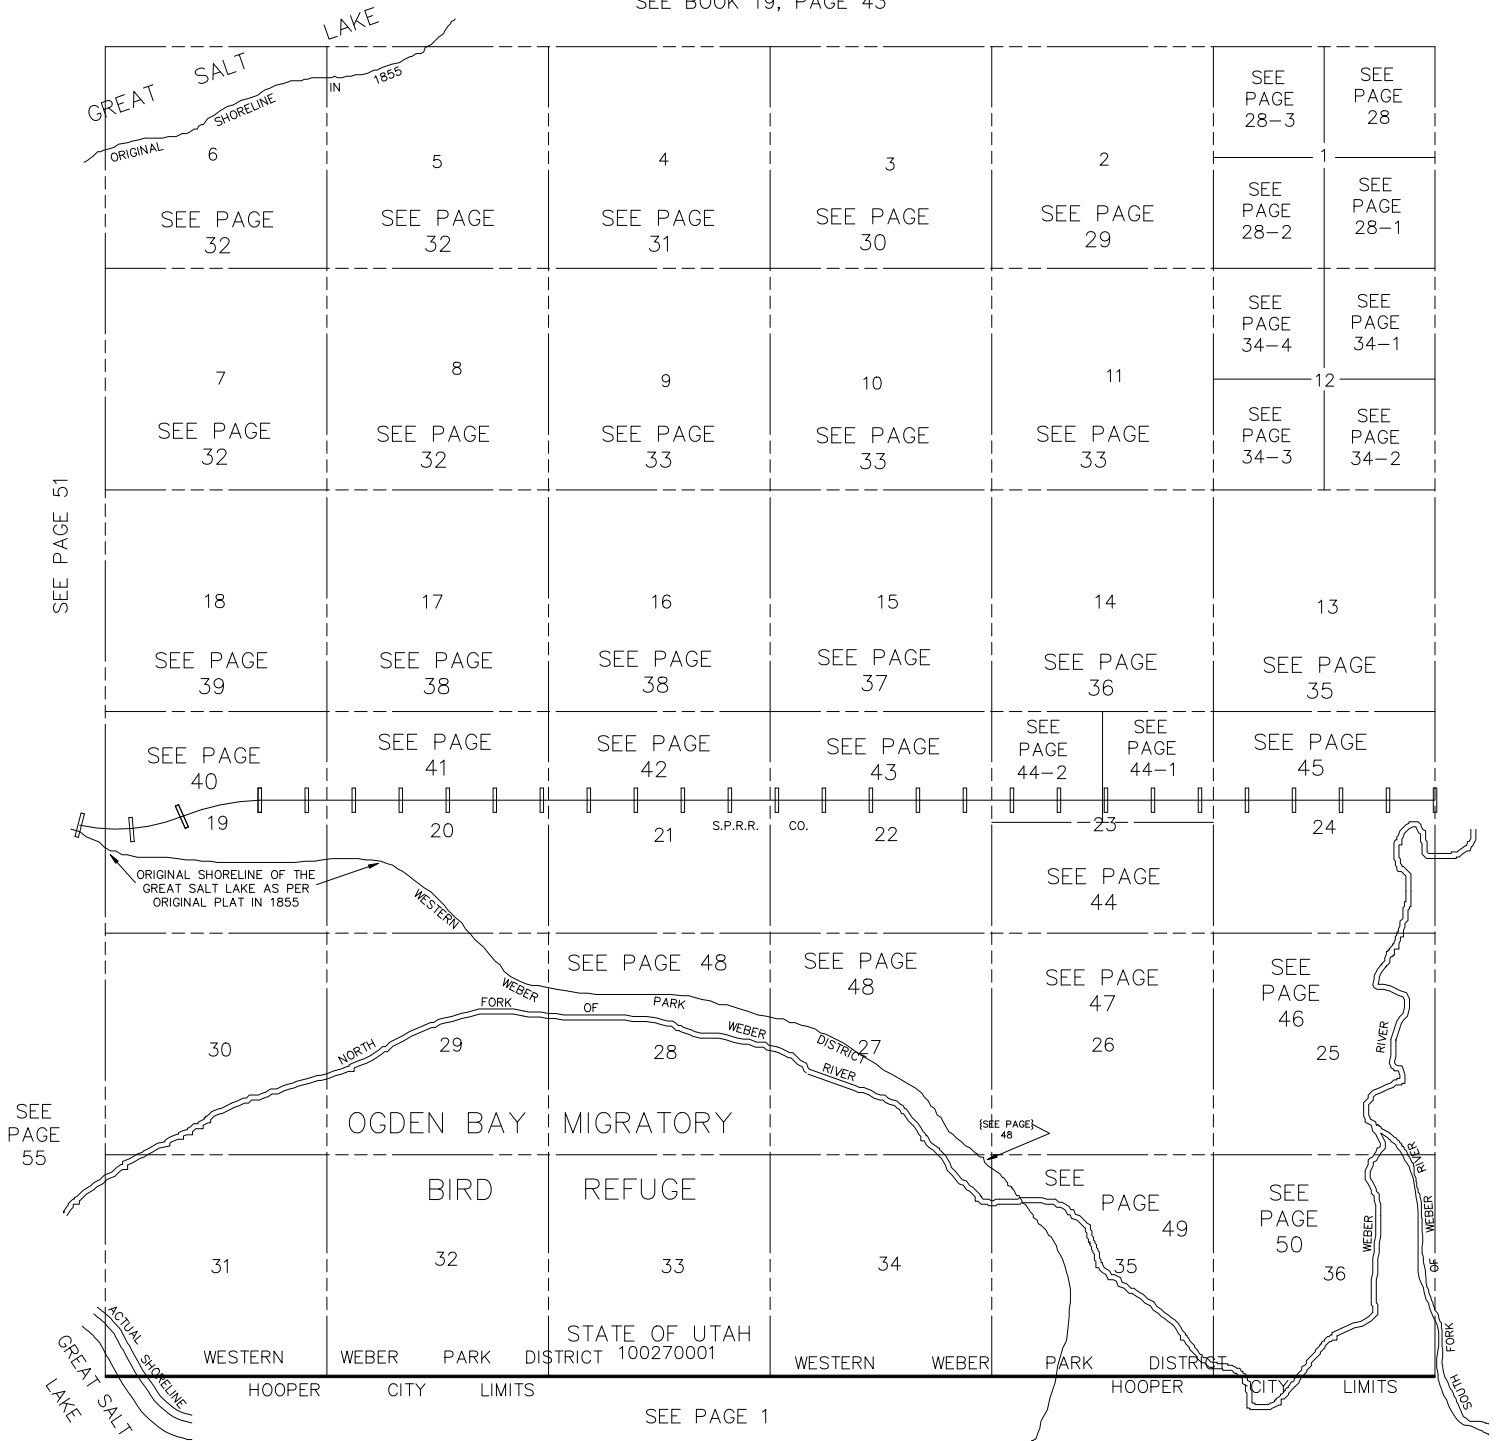 SEE BOOK 19, PAGE 43
GREAT SALT LAKE
ORIGINAL SHORELINE IN 1855
6
SEE PAGE
32
5
SEE PAGE
32
4
SEE PAGE
31
3
SEE PAGE
30
2
SEE PAGE
29
SEE
PAGE
28-3
SEE
PAGE
28
1
SEE
PAGE
28-2
SEE
PAGE
28-1
7
SEE PAGE
32
8
SEE PAGE
32
9
SEE PAGE
33
10
SEE PAGE
33
11
SEE PAGE
33
SEE
PAGE
34-4
SEE
PAGE
34-1
12
SEE
PAGE
34-3
SEE
PAGE
34-2
SEE PAGE 51
18
SEE PAGE
39
17
SEE PAGE
38
16
SEE PAGE
38
15
SEE PAGE
37
14
SEE PAGE
36
13
SEE PAGE
35
SEE PAGE
40
19
SEE PAGE
41
20
SEE PAGE
42
21
S.P.R.R. CO.
SEE PAGE
43
22
SEE
PAGE
44-2
SEE
PAGE
44-1
23
SEE PAGE
44
SEE PAGE
45
24
ORIGINAL SHORELINE OF THE
GREAT SALT LAKE AS PER
ORIGINAL PLAT IN 1855
WESTERN WEBER PARK DISTRICT
NORTH FORK OF WEBER RIVER
30
29
SEE PAGE 48
28
SEE PAGE
48
27
SEE PAGE
47
26
SEE
PAGE
46
25
RIVER
WEBER
SEE
PAGE
55
OGDEN BAY MIGRATORY
BIRD REFUGE
{SEE PAGE}
48
31
32
33
34
SEE
PAGE
49
35
SEE
PAGE
50
36
SOUTH FORK OF WEBER RIVER
STATE OF UTAH
100270001
WESTERN WEBER PARK DISTRICT
WESTERN WEBER PARK DISTRICT
HOOPER CITY LIMITS
HOOPER CITY LIMITS
ACTUAL SHORELINE
GREAT SALT
LAKE
SEE PAGE 1